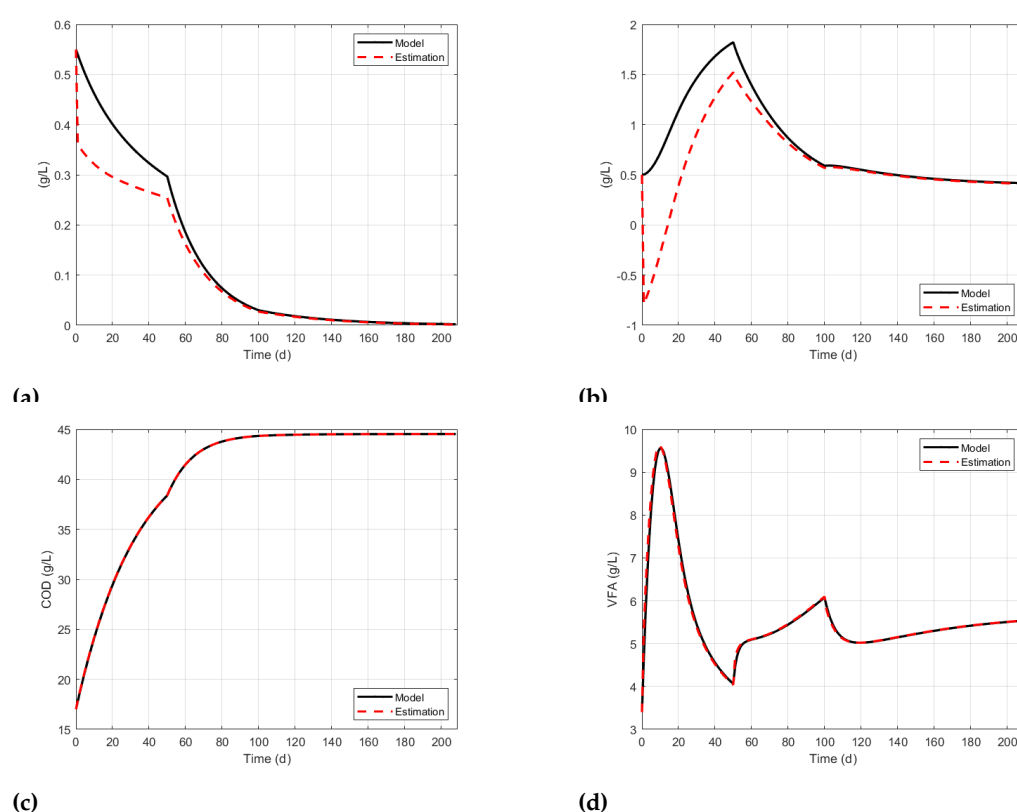 0.6
0.5
0.4
0.3
0.2
0.1
0
(g/L)
0 20 40 60 80 100 120 140 160 180 200
Time (d)
Model
Estimation
(a)
2
1.5
1
0.5
0
-0.5
-1
(g/L)
0 20 40 60 80 100 120 140 160 180 200
Time (d)
Model
Estimation
(b)
45
40
35
30
25
20
15
COD (g/L)
0 20 40 60 80 100 120 140 160 180 200
Time (d)
Model
Estimation
(c)
10
9
8
7
6
5
4
3
VFA (g/L)
0 20 40 60 80 100 120 140 160 180 200
Time (d)
Model
Estimation
(d)